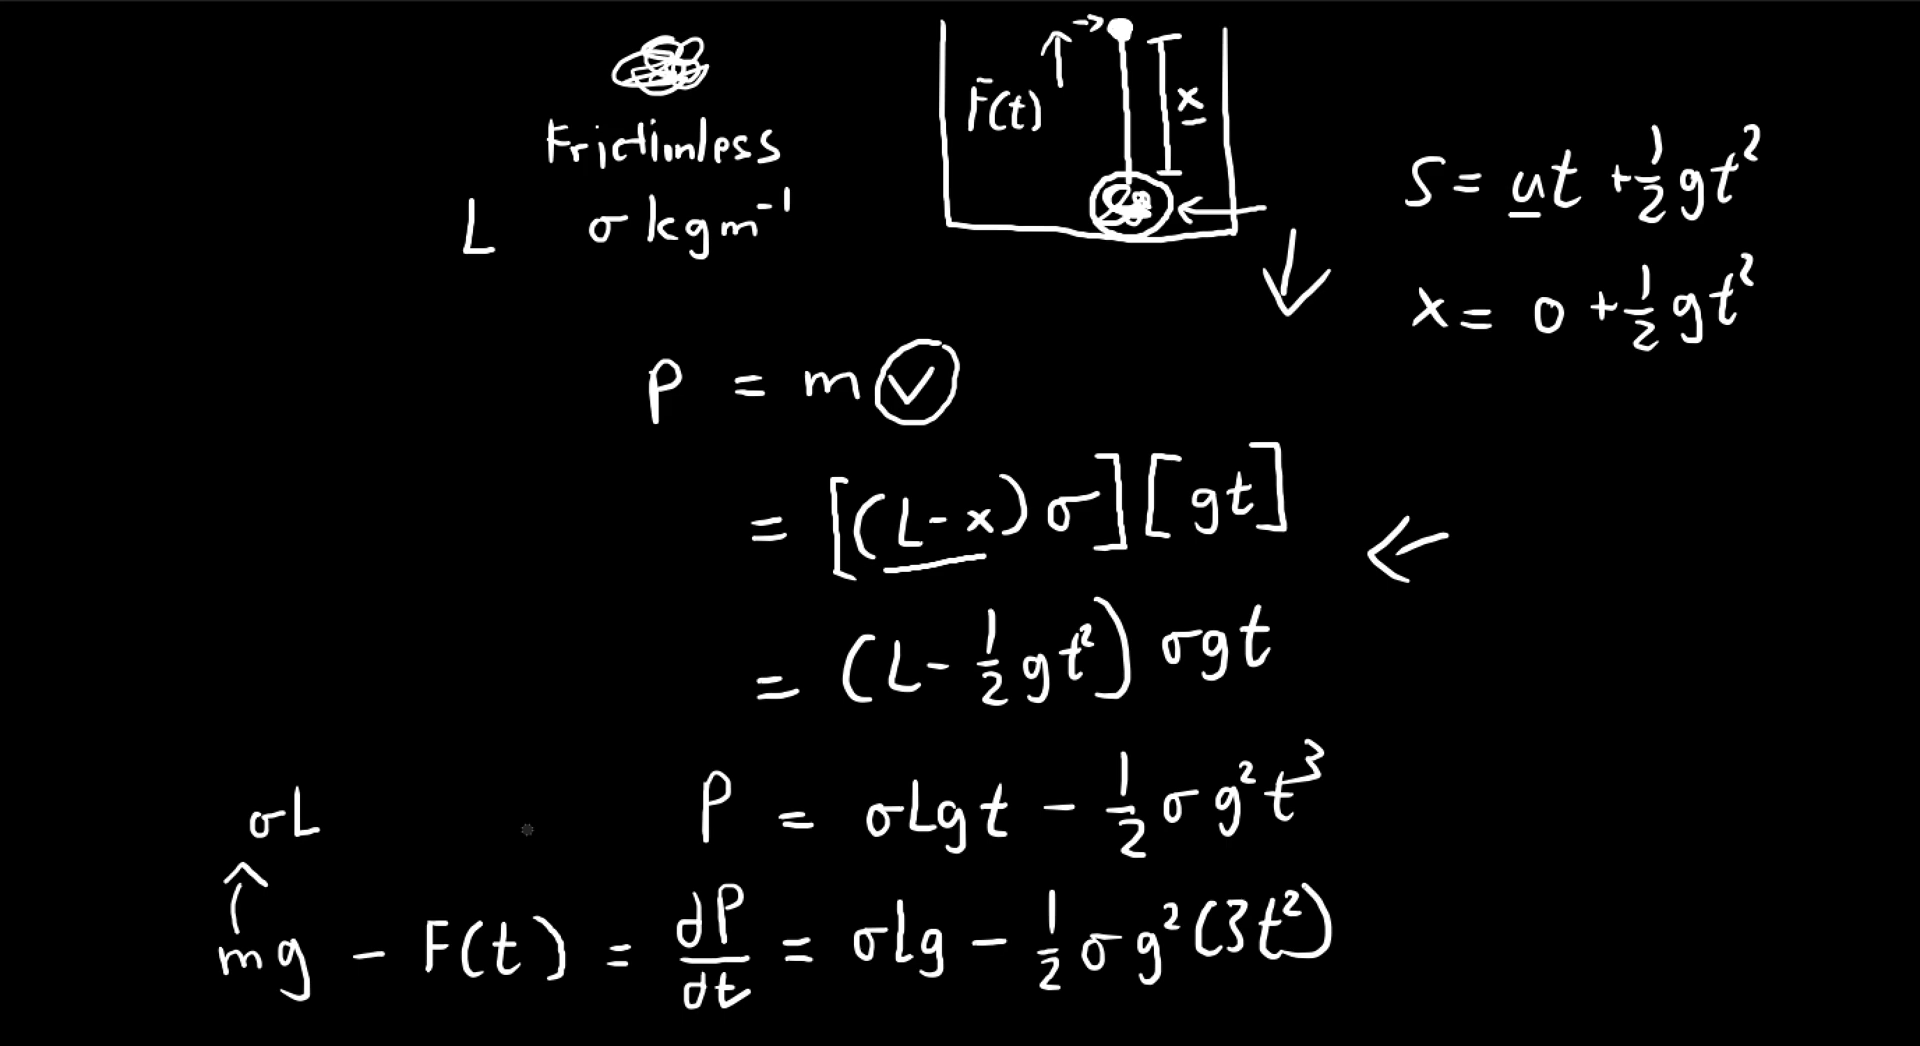 F(t) x
Frictionless
L σ kgm⁻¹
S = ut + ½gt²
x = 0 + ½gt²
P = mv
= [(L-x)σ][gt]
= (L - ½gt²)σgt
σL
P = σLgt - ½σg²t³
mg - F(t) = dP/dt = σLg - ½σg²(3t²)